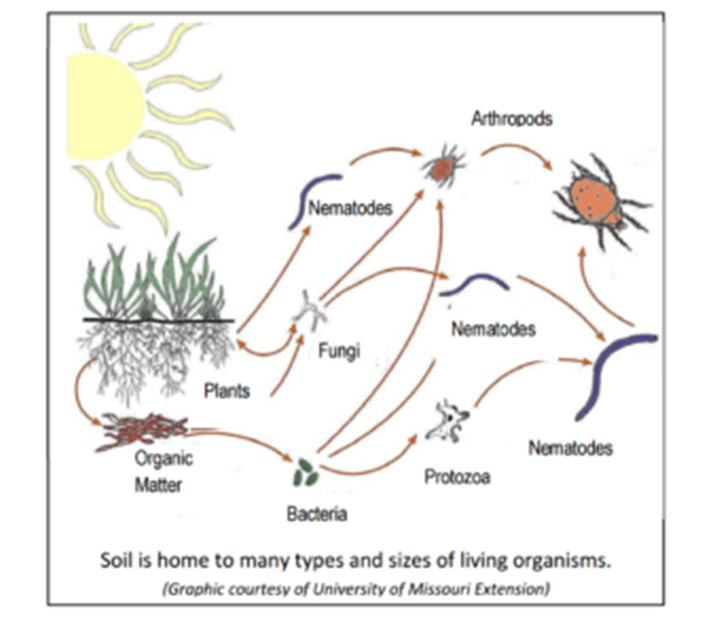 Arthropods
Nematodes
Nematodes
Fungi
Plants
Nematodes
Organic
Matter
Protozoa
Bacteria
Soil is home to many types and sizes of living organisms.
(Graphic courtesy of University of Missouri Extension)